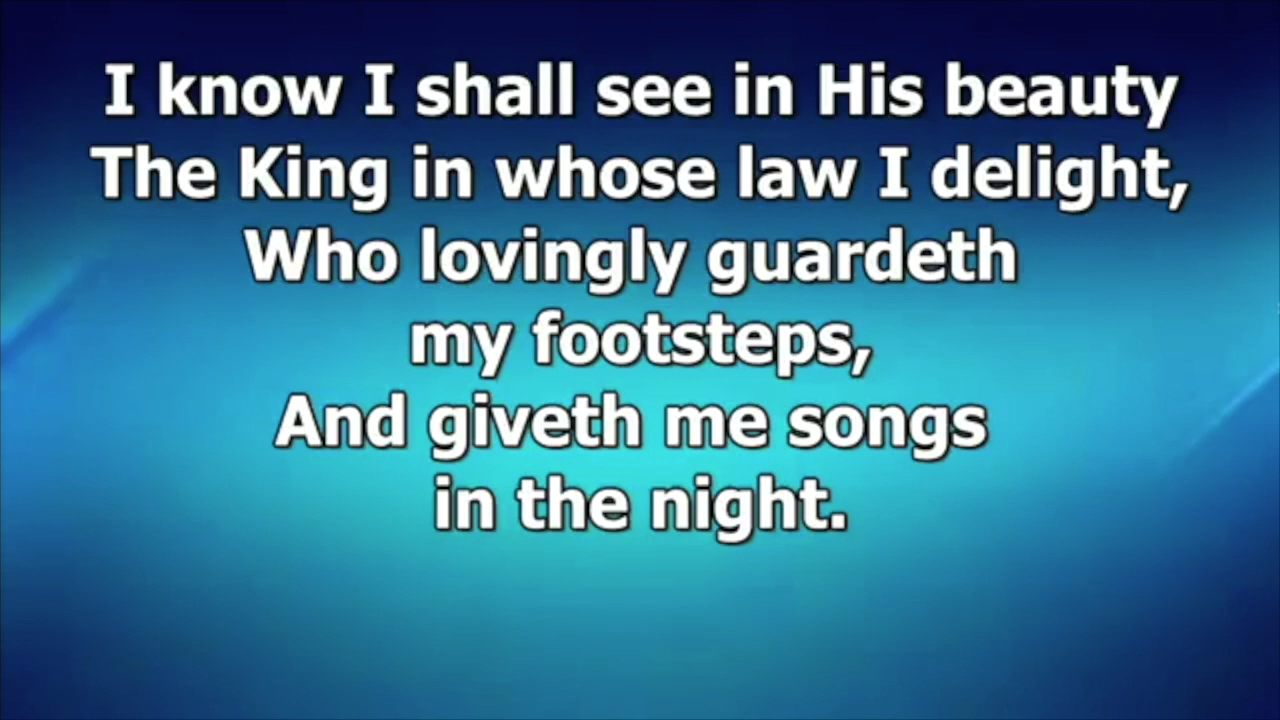 I know I shall see in His beauty
The King in whose law I delight,
Who lovingly guardeth
my footsteps,
And giveth me songs
in the night.